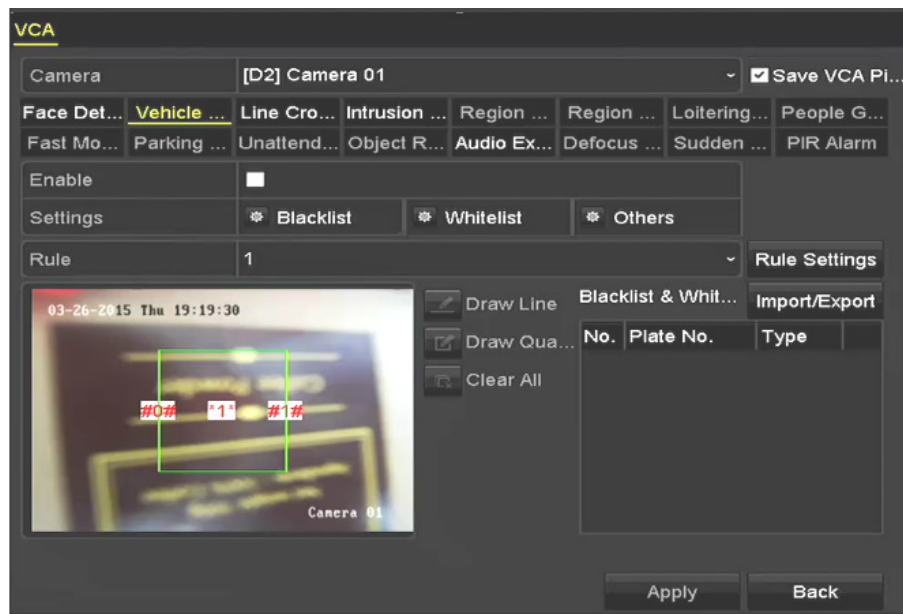 VCA
Camera [D2] Camera 01 Save VCA Pi...
Face Det... Vehicle ... Line Cro... Intrusion ... Region ... Region ... Loitering... People G...
Fast Mo... Parking ... Unattend... Object R... Audio Ex... Defocus ... Sudden ... PIR Alarm
Enable
Settings Blacklist Whitelist Others
Rule 1 Rule Settings
03-26-2015 Thu 19:19:30 Draw Line Blacklist & Whit... Import/Export
Draw Qua... No. Plate No. Type
Clear All
#0# *1* #1#
Camera 01
Apply Back